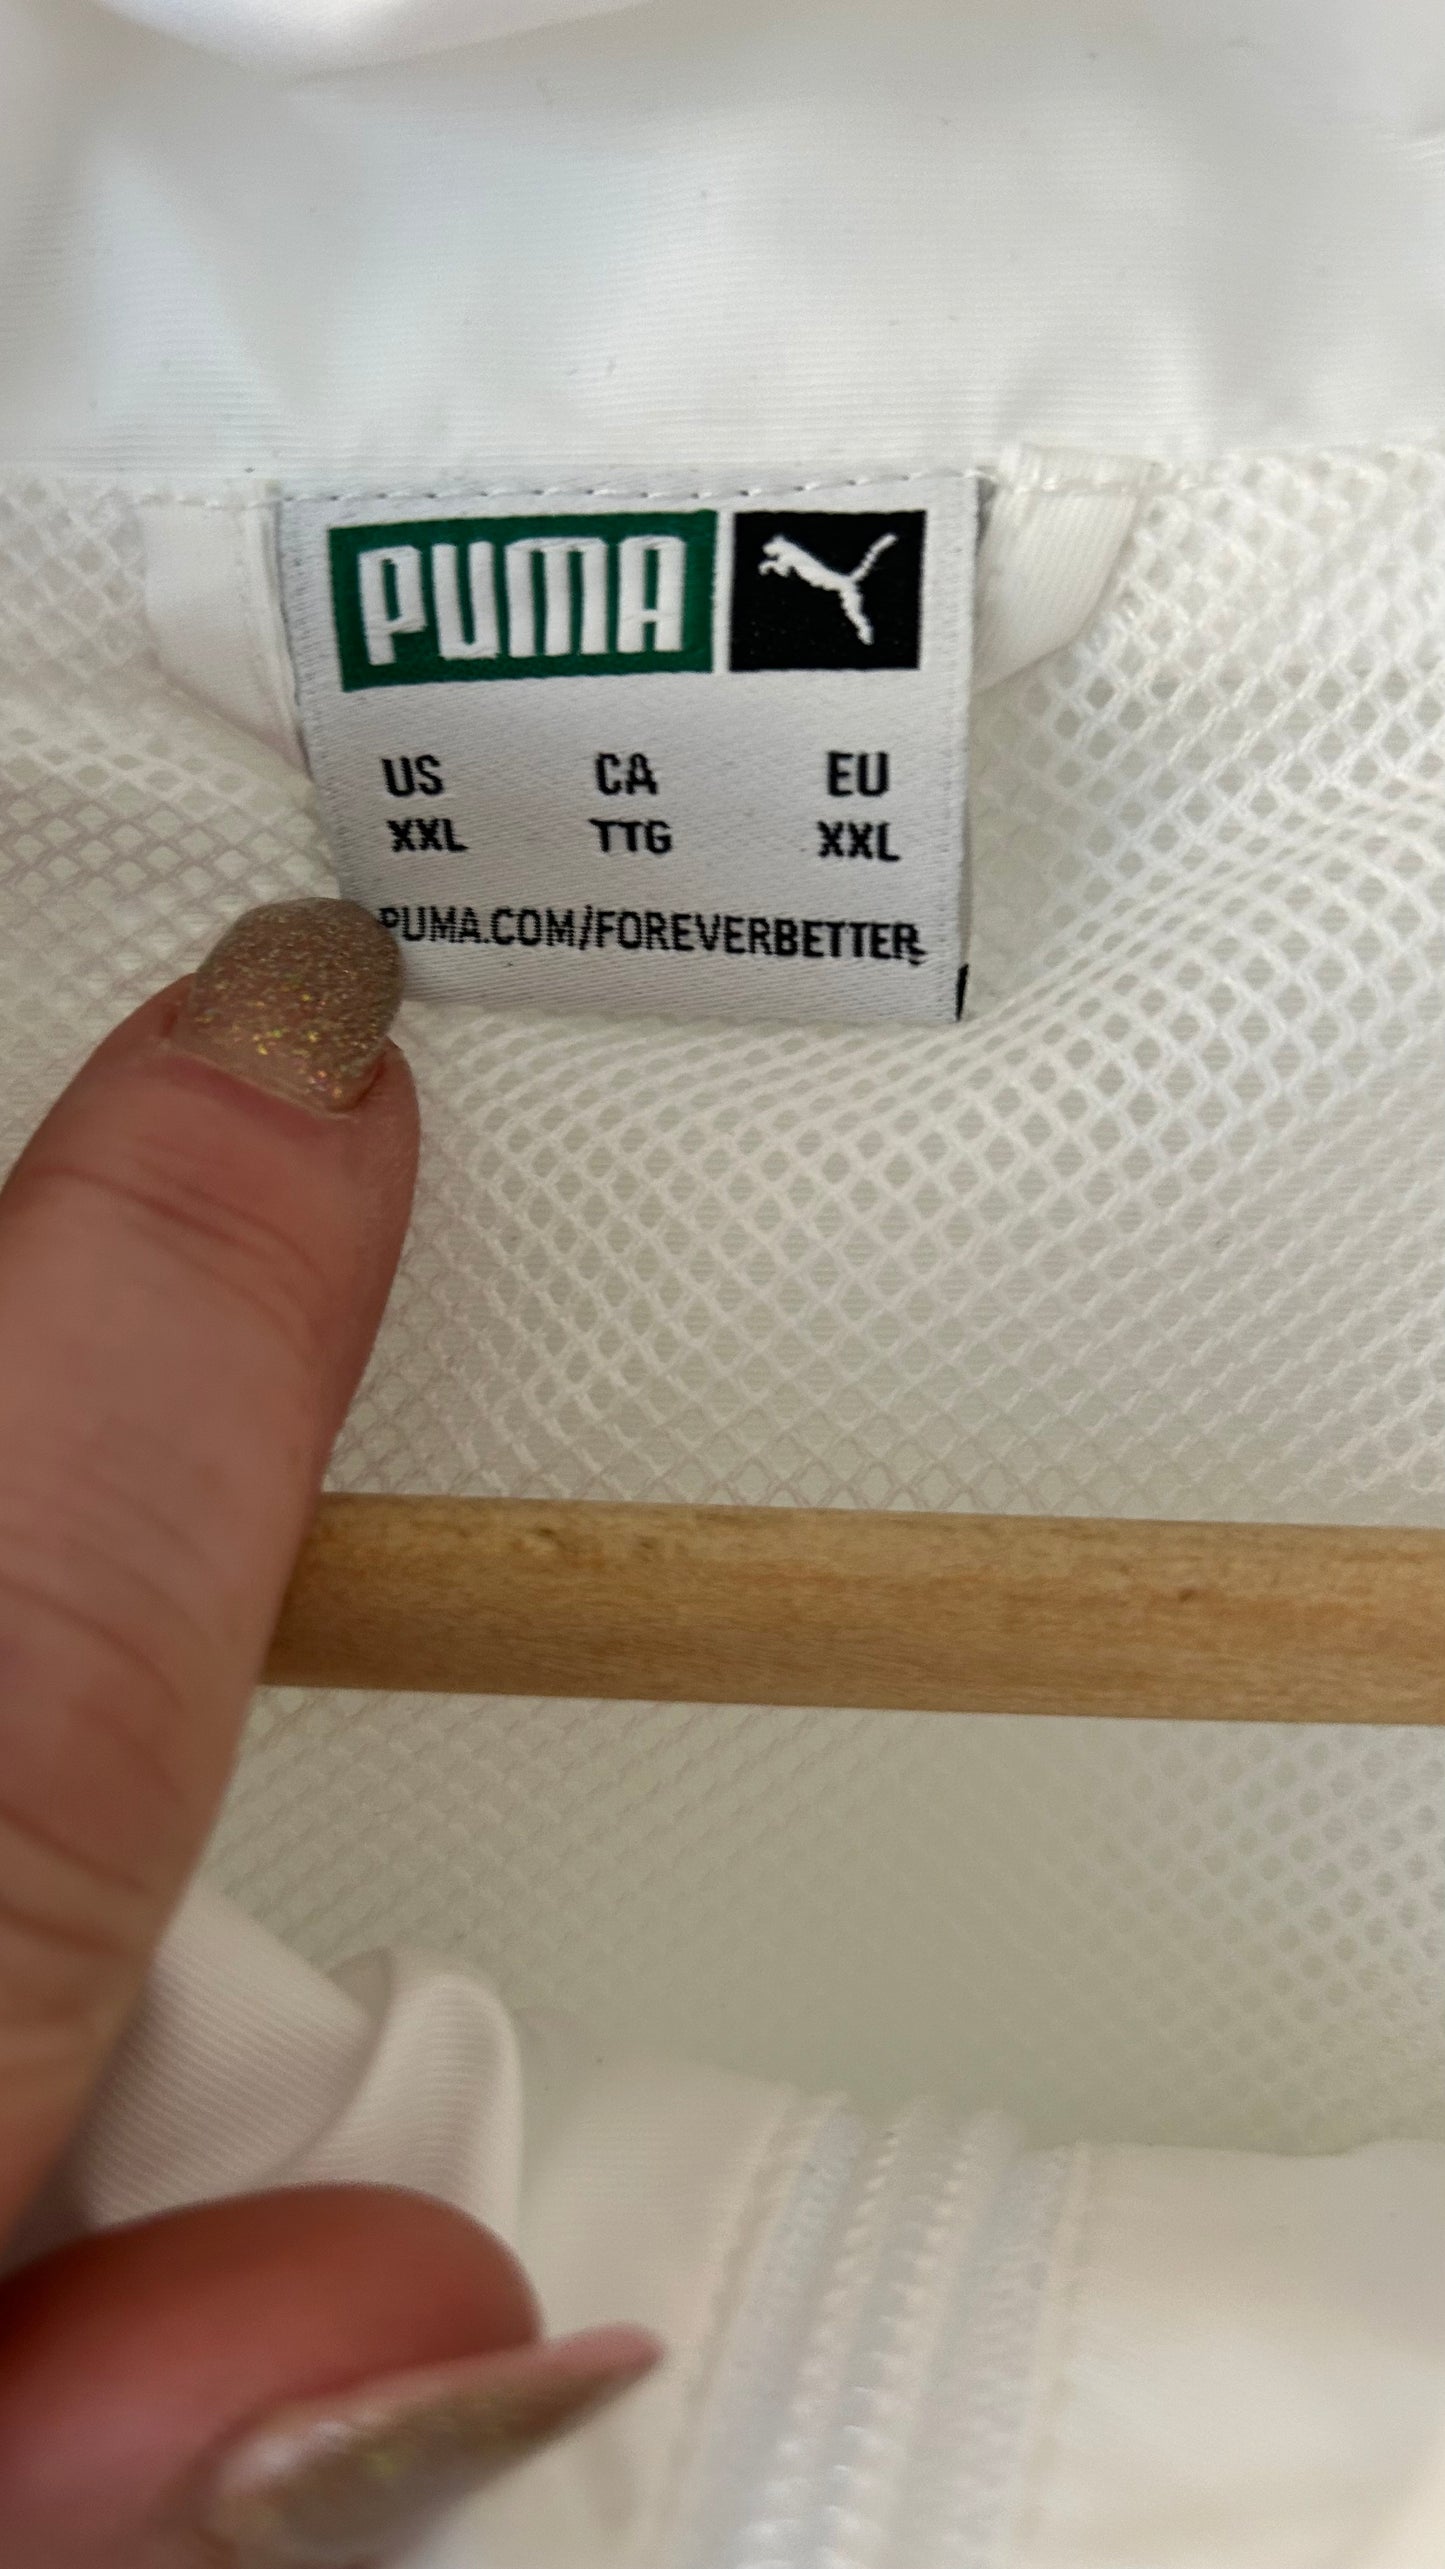 PUMA
US CA EU
XXL TTG XXL
PUMA.COM/FOREVERBETTER